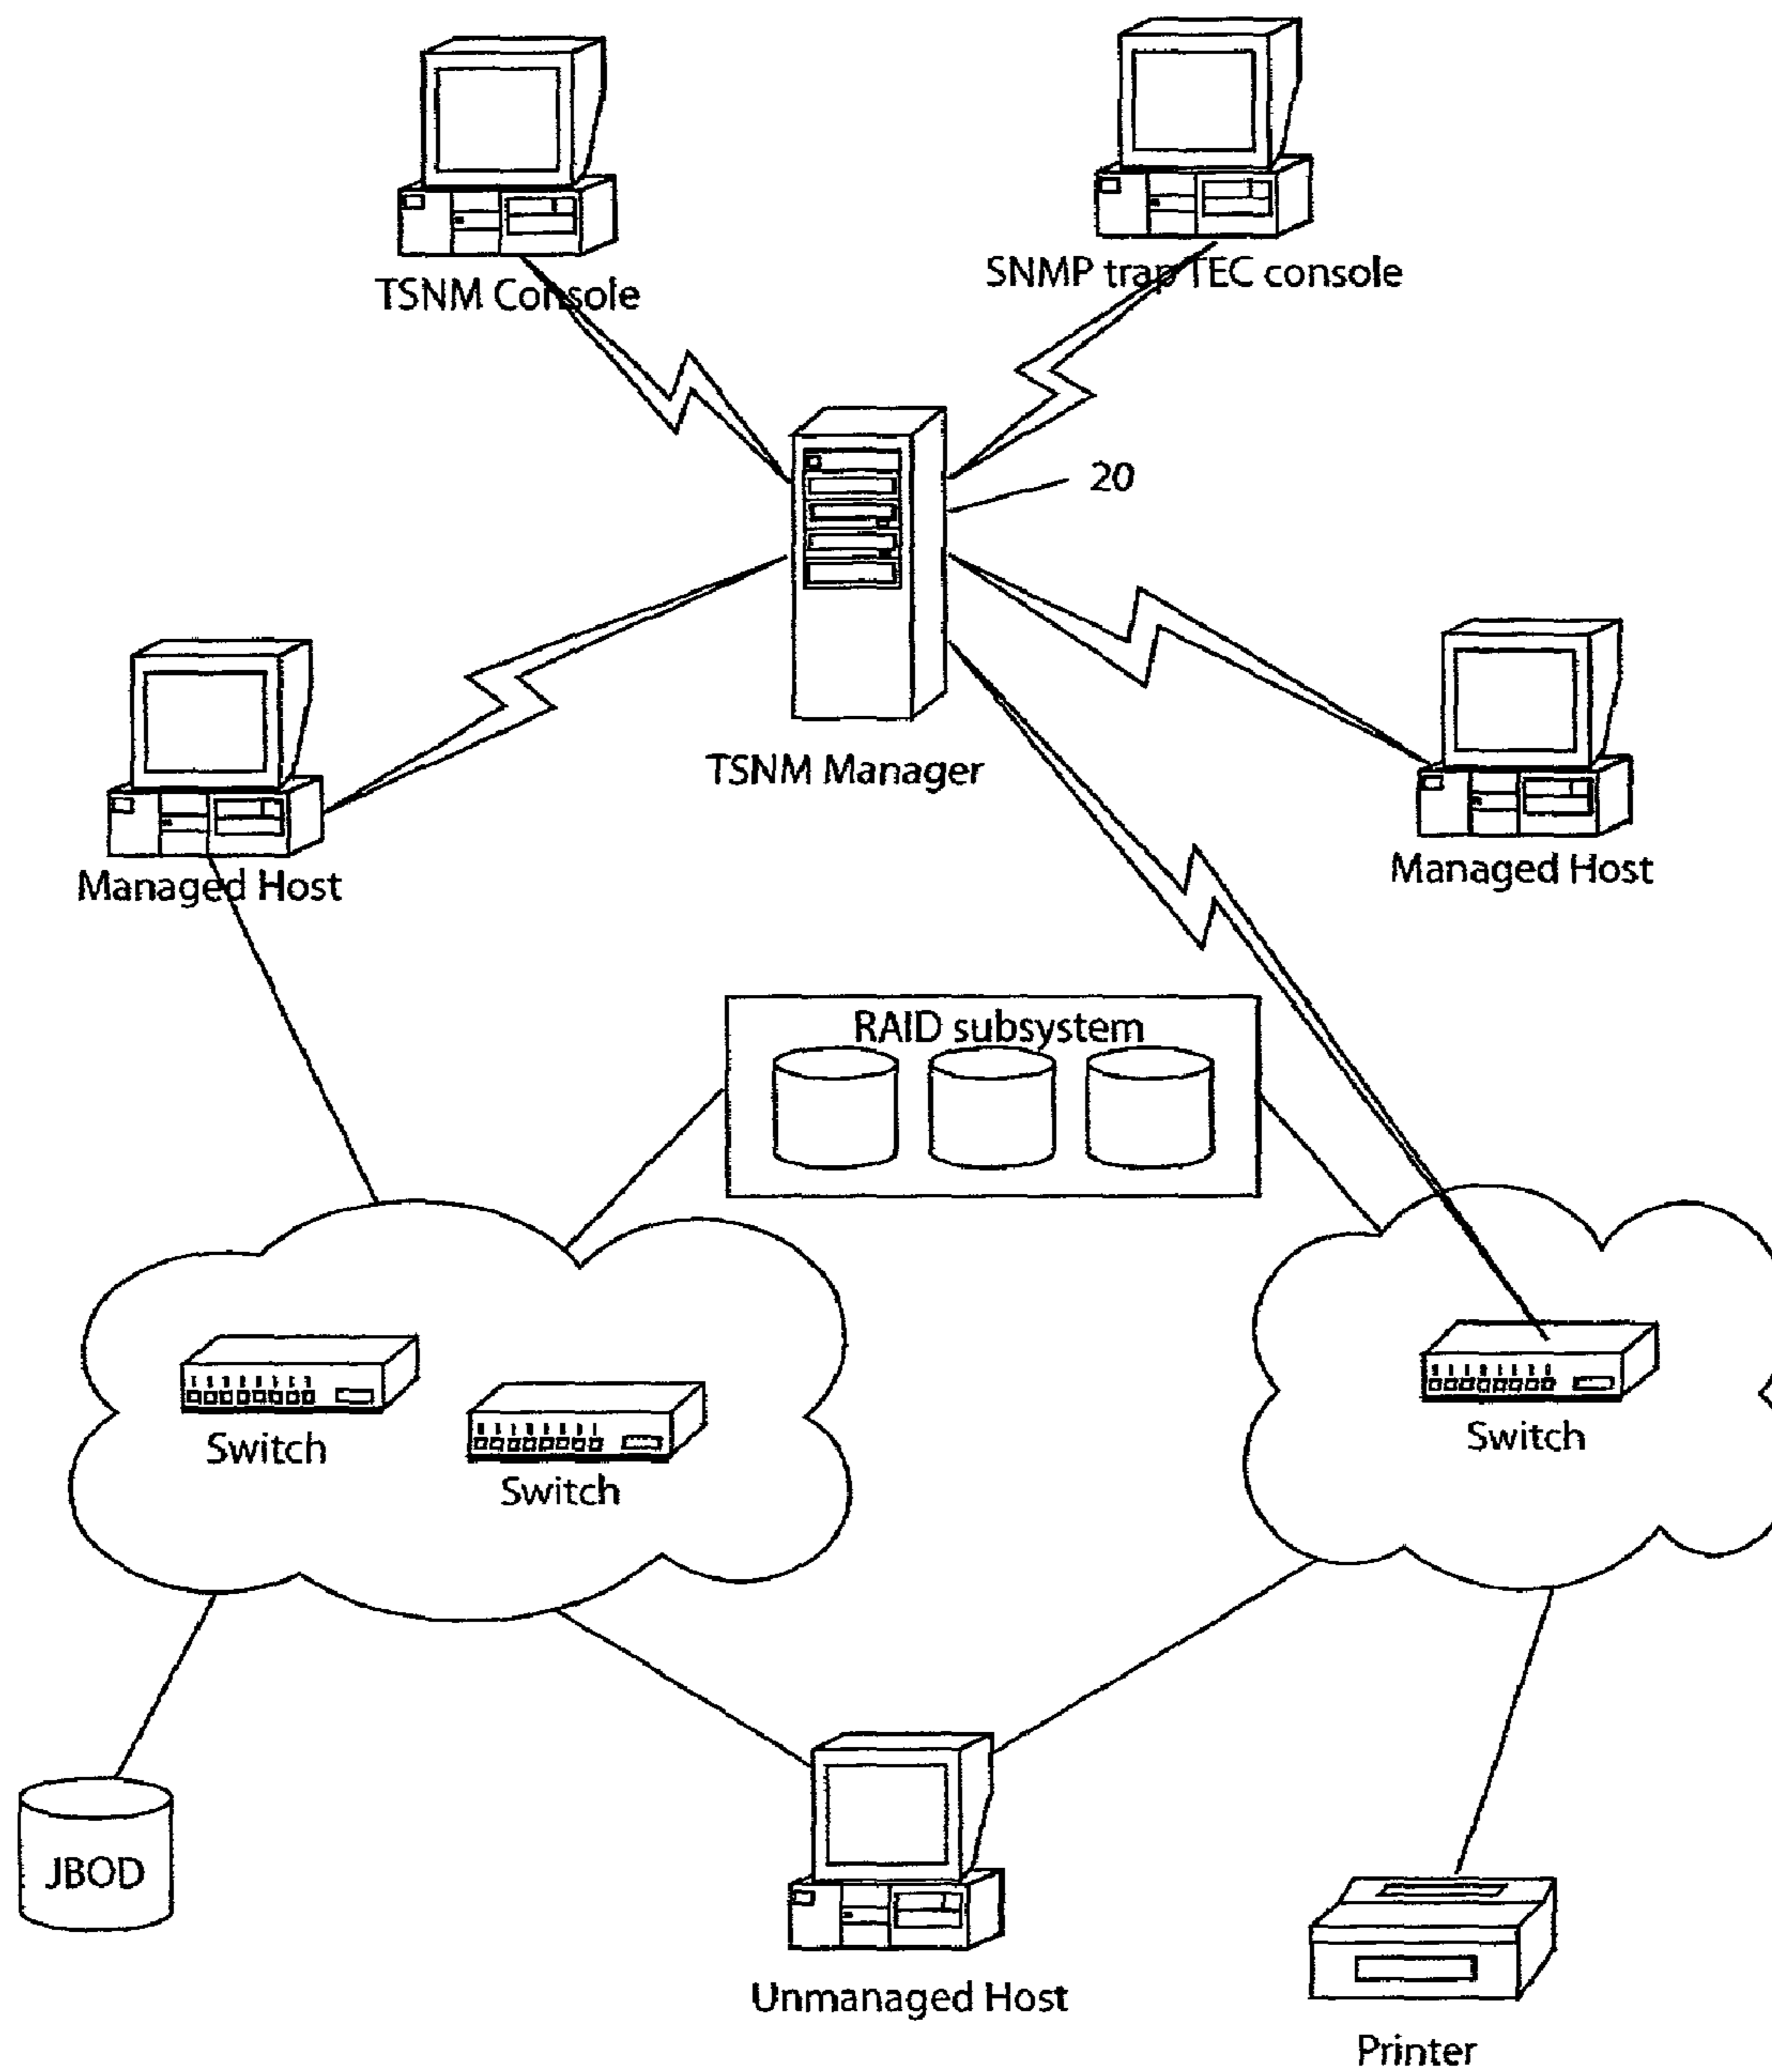 TSNM Console
SNMP trap TEC console
20
TSNM Manager
Managed Host
Managed Host
RAID subsystem
Switch
Switch
Switch
JBOD
Unmanaged Host
Printer